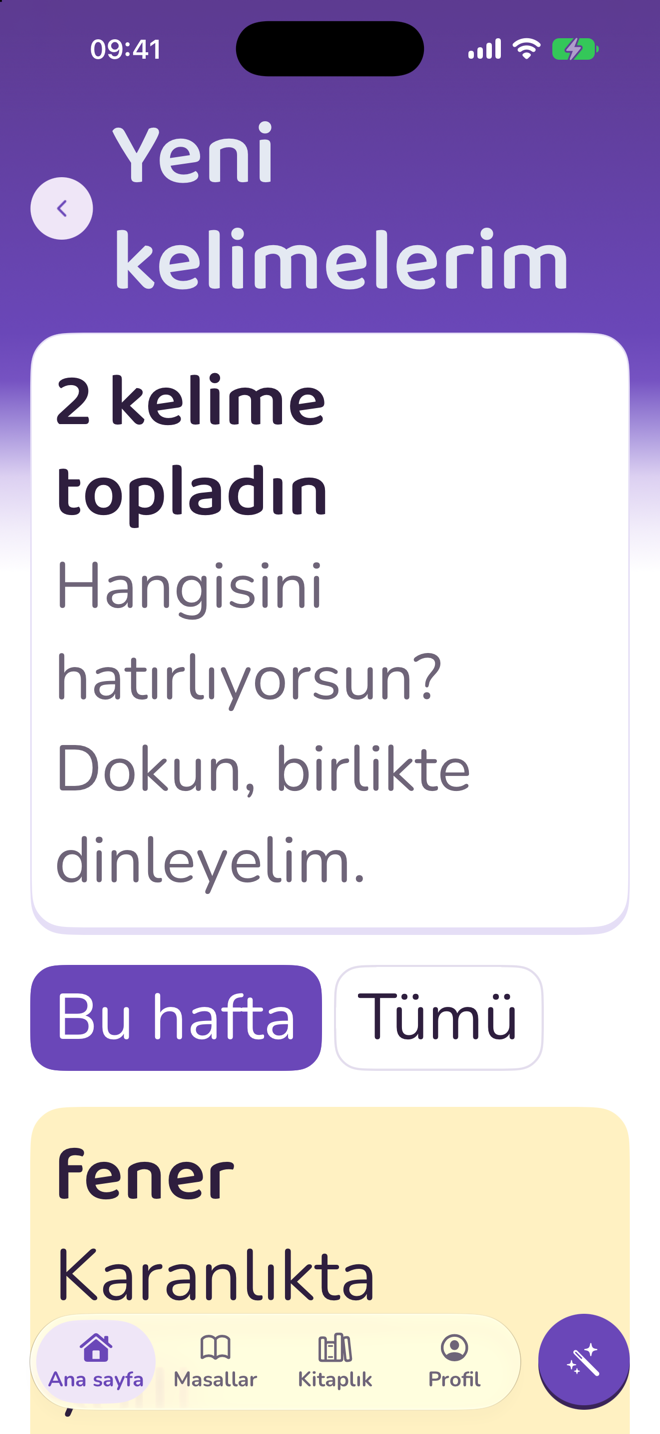 09:41
Yeni
kelimelerim
2 kelime
topladın
Hangisini
hatırlıyorsun?
Dokun, birlikte
dinleyelim.
Bu hafta
Tümü
fener
Karanlıkta
Ana sayfa
Masallar
Kitaplık
Profil